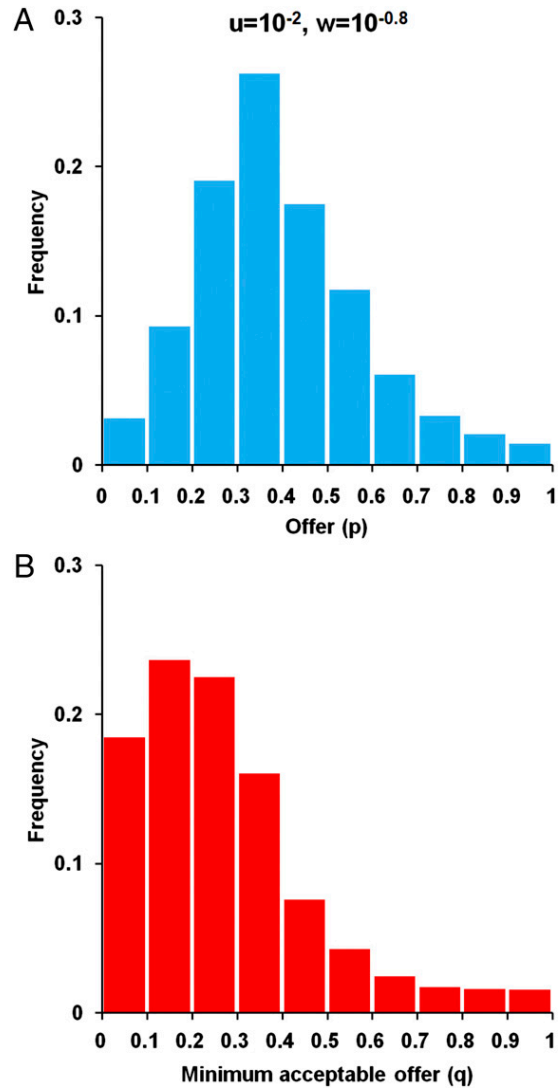 A
u=10⁻², w=10⁻⁰·⁸
0.3
0.2
0.1
0
Frequency
0 0.1 0.2 0.3 0.4 0.5 0.6 0.7 0.8 0.9 1
Offer (p)
B
0.3
0.2
0.1
0
Frequency
0 0.1 0.2 0.3 0.4 0.5 0.6 0.7 0.8 0.9 1
Minimum acceptable offer (q)